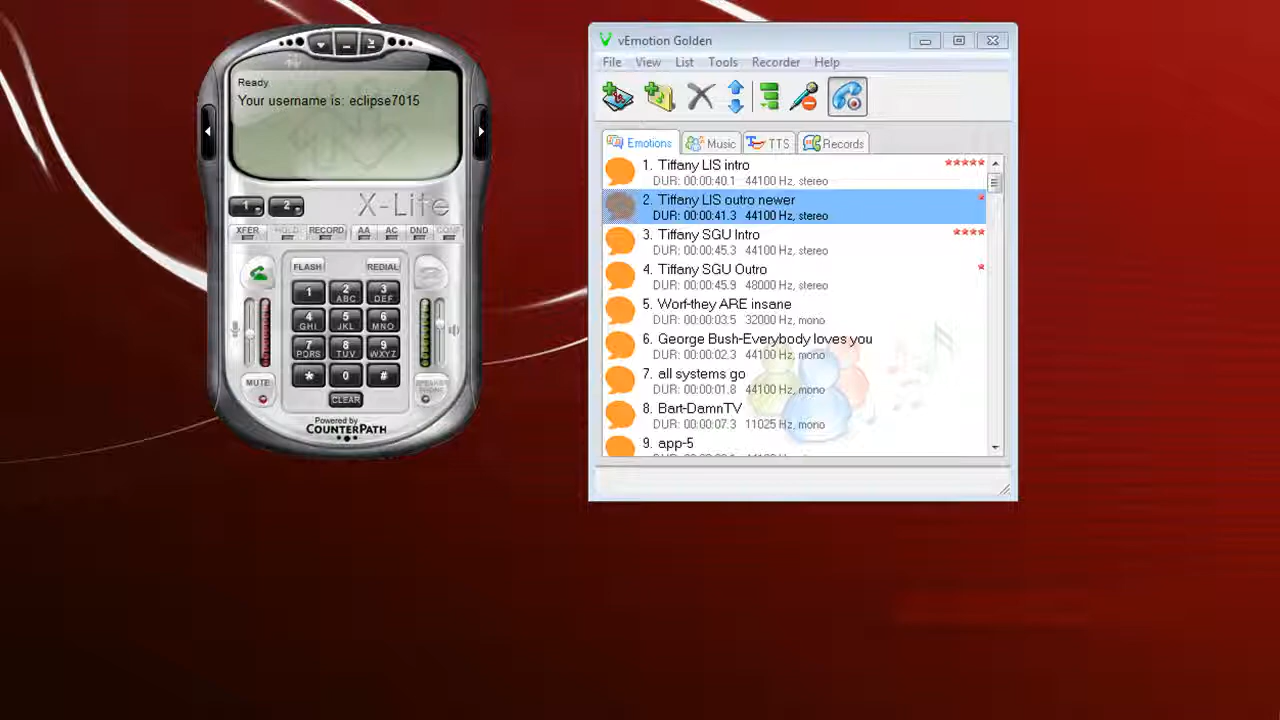 Ready
Your username is: eclipse7015
1 2
X-Lite
XFER HOLD RECORD AA AC DND CONF
FLASH REDIAL
1 2 ABC 3 DEF
4 GHI 5 JKL 6 MNO
7 PQRS 8 TUV 9 WXYZ
* 0 #
MUTE CLEAR SPEAKER PHONE
Powered by
COUNTERPATH
vEmotion Golden
File View List Tools Recorder Help
Emotions Music TTS Records
1. Tiffany LIS intro *****
DUR: 00:00:40.1 44100 Hz, stereo
2. Tiffany LIS outro newer *
DUR: 00:00:41.3 44100 Hz, stereo
3. Tiffany SGU Intro ****
DUR: 00:00:45.3 44100 Hz, stereo
4. Tiffany SGU Outro *
DUR: 00:00:45.9 48000 Hz, stereo
5. Worf-they ARE insane
DUR: 00:00:03.5 32000 Hz, mono
6. George Bush-Everybody loves you
DUR: 00:00:02.3 44100 Hz, mono
7. all systems go
DUR: 00:00:01.8 44100 Hz, mono
8. Bart-DamnTV
DUR: 00:00:07.3 11025 Hz, mono
9. app-5